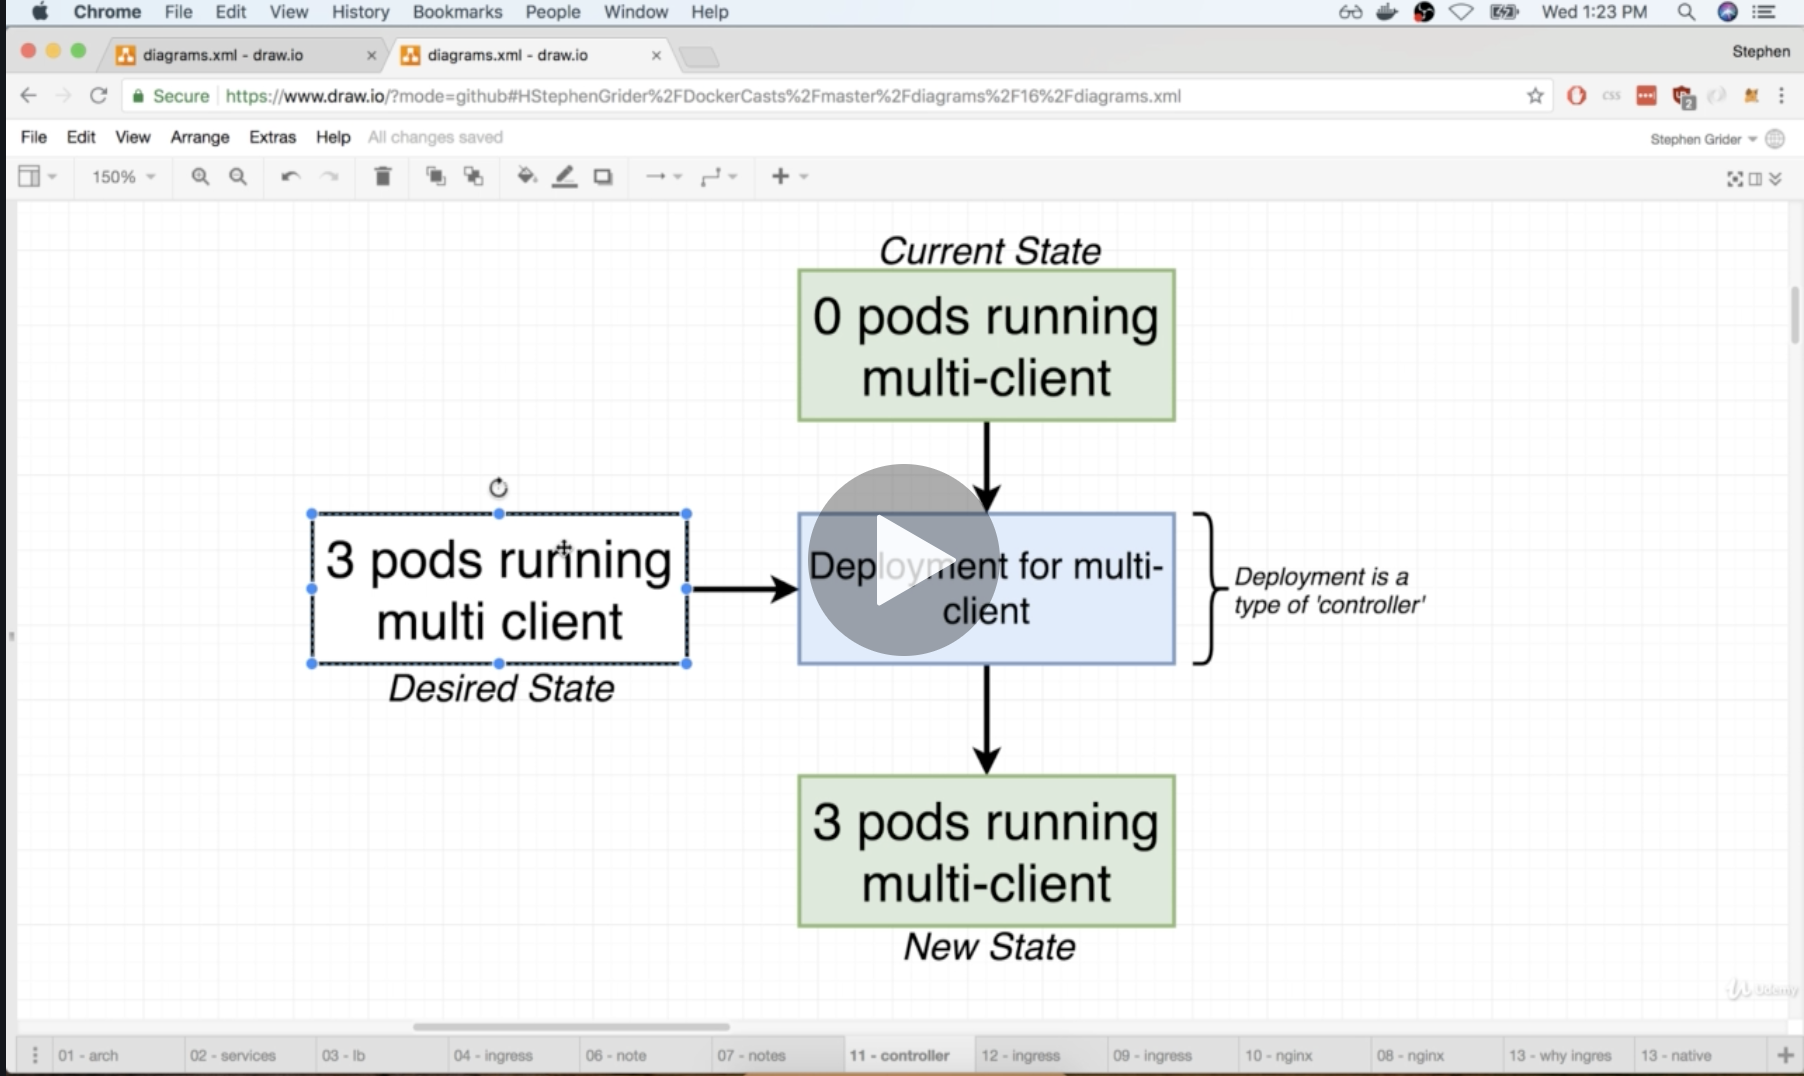 Chrome File Edit View History Bookmarks People Window Help Wed 1:23 PM
diagrams.xml - draw.io diagrams.xml - draw.io Stephen
Secure https://www.draw.io/?mode=github#HStephenGrider%2FDockerCasts%2Fmaster%2Fdiagrams%2F16%2Fdiagrams.xml css 2
File Edit View Arrange Extras Help All changes saved Stephen Grider
150%
Current State
0 pods running
multi-client
3 pods running
multi client
Desired State
Deployment for multi-
client
Deployment is a
type of 'controller'
3 pods running
multi-client
New State
Udemy
01 - arch 02 - services 03 - lb 04 - ingress 06 - note 07 - notes 11 - controller 12 - ingress 09 - ingress 10 - nginx 08 - nginx 13 - why ingres 13 - native